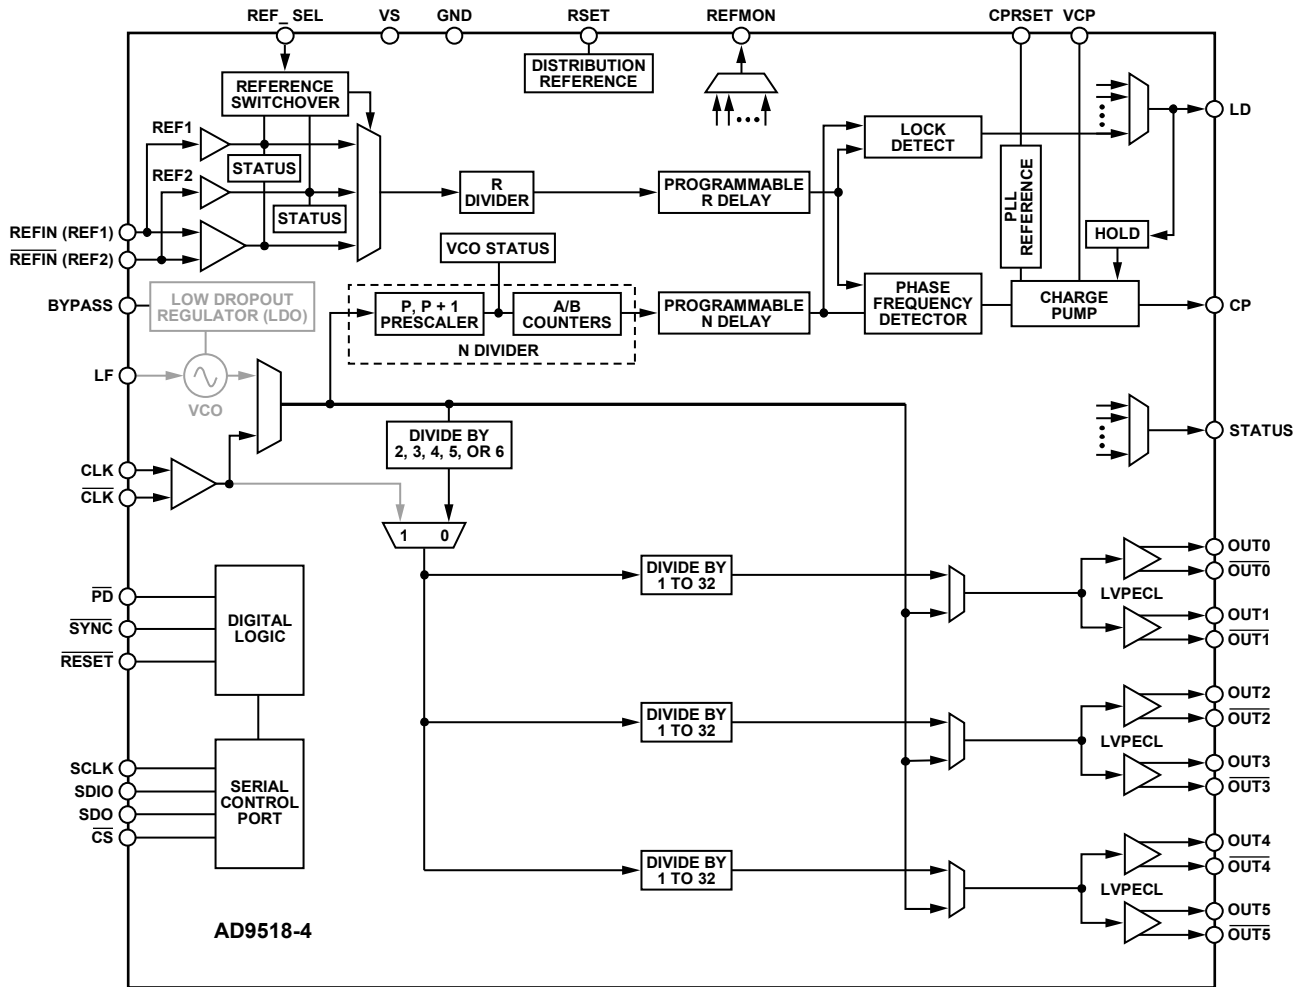 REF_ SEL
VS
GND
RSET
REFMON
CPRSET
VCP
DISTRIBUTION
REFERENCE
REFERENCE
SWITCHOVER
REF1
STATUS
REF2
STATUS
REFIN (REF1)
REFIN (REF2)
BYPASS
LF
LOW DROPOUT
REGULATOR (LDO)
VCO
R
DIVIDER
VCO STATUS
P, P + 1
PRESCALER
A/B
COUNTERS
N DIVIDER
PROGRAMMABLE
R DELAY
PROGRAMMABLE
N DELAY
LOCK
DETECT
PLL
REFERENCE
HOLD
PHASE
FREQUENCY
DETECTOR
CHARGE
PUMP
LD
CP
STATUS
DIVIDE BY
2, 3, 4, 5, OR 6
CLK
CLK
1 0
PD
SYNC
RESET
DIGITAL
LOGIC
SCLK
SDIO
SDO
CS
SERIAL
CONTROL
PORT
DIVIDE BY
1 TO 32
LVPECL
OUT0
OUT0
OUT1
OUT1
DIVIDE BY
1 TO 32
LVPECL
OUT2
OUT2
OUT3
OUT3
DIVIDE BY
1 TO 32
LVPECL
OUT4
OUT4
OUT5
OUT5
AD9518-4